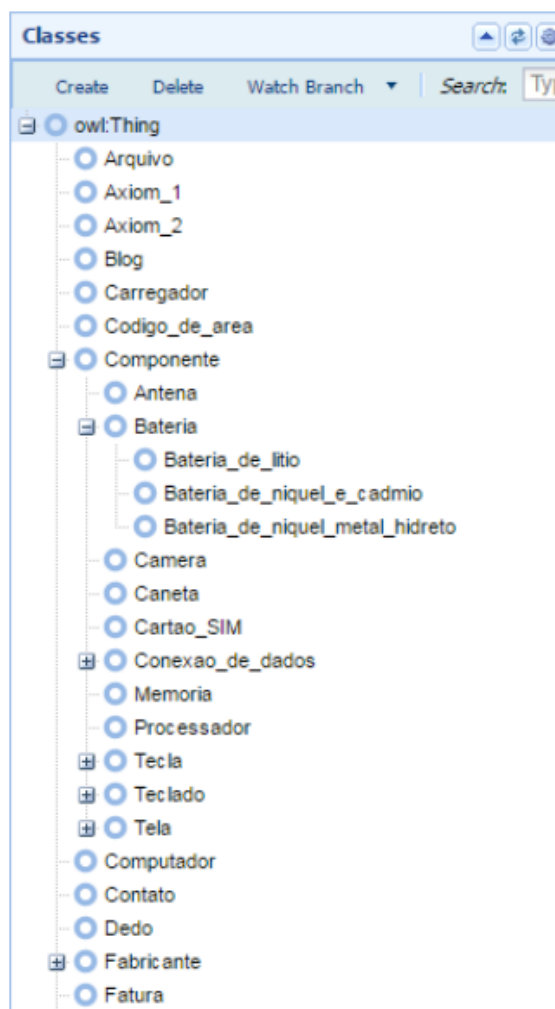 Classes
Create Delete Watch Branch Search: Typ
owl:Thing
Arquivo
Axiom_1
Axiom_2
Blog
Carregador
Codigo_de_area
Componente
Antena
Bateria
Bateria_de_litio
Bateria_de_niquel_e_cadmio
Bateria_de_niquel_metal_hidreto
Camera
Caneta
Cartao_SIM
Conexao_de_dados
Memoria
Processador
Tecla
Teclado
Tela
Computador
Contato
Dedo
Fabricante
Fatura